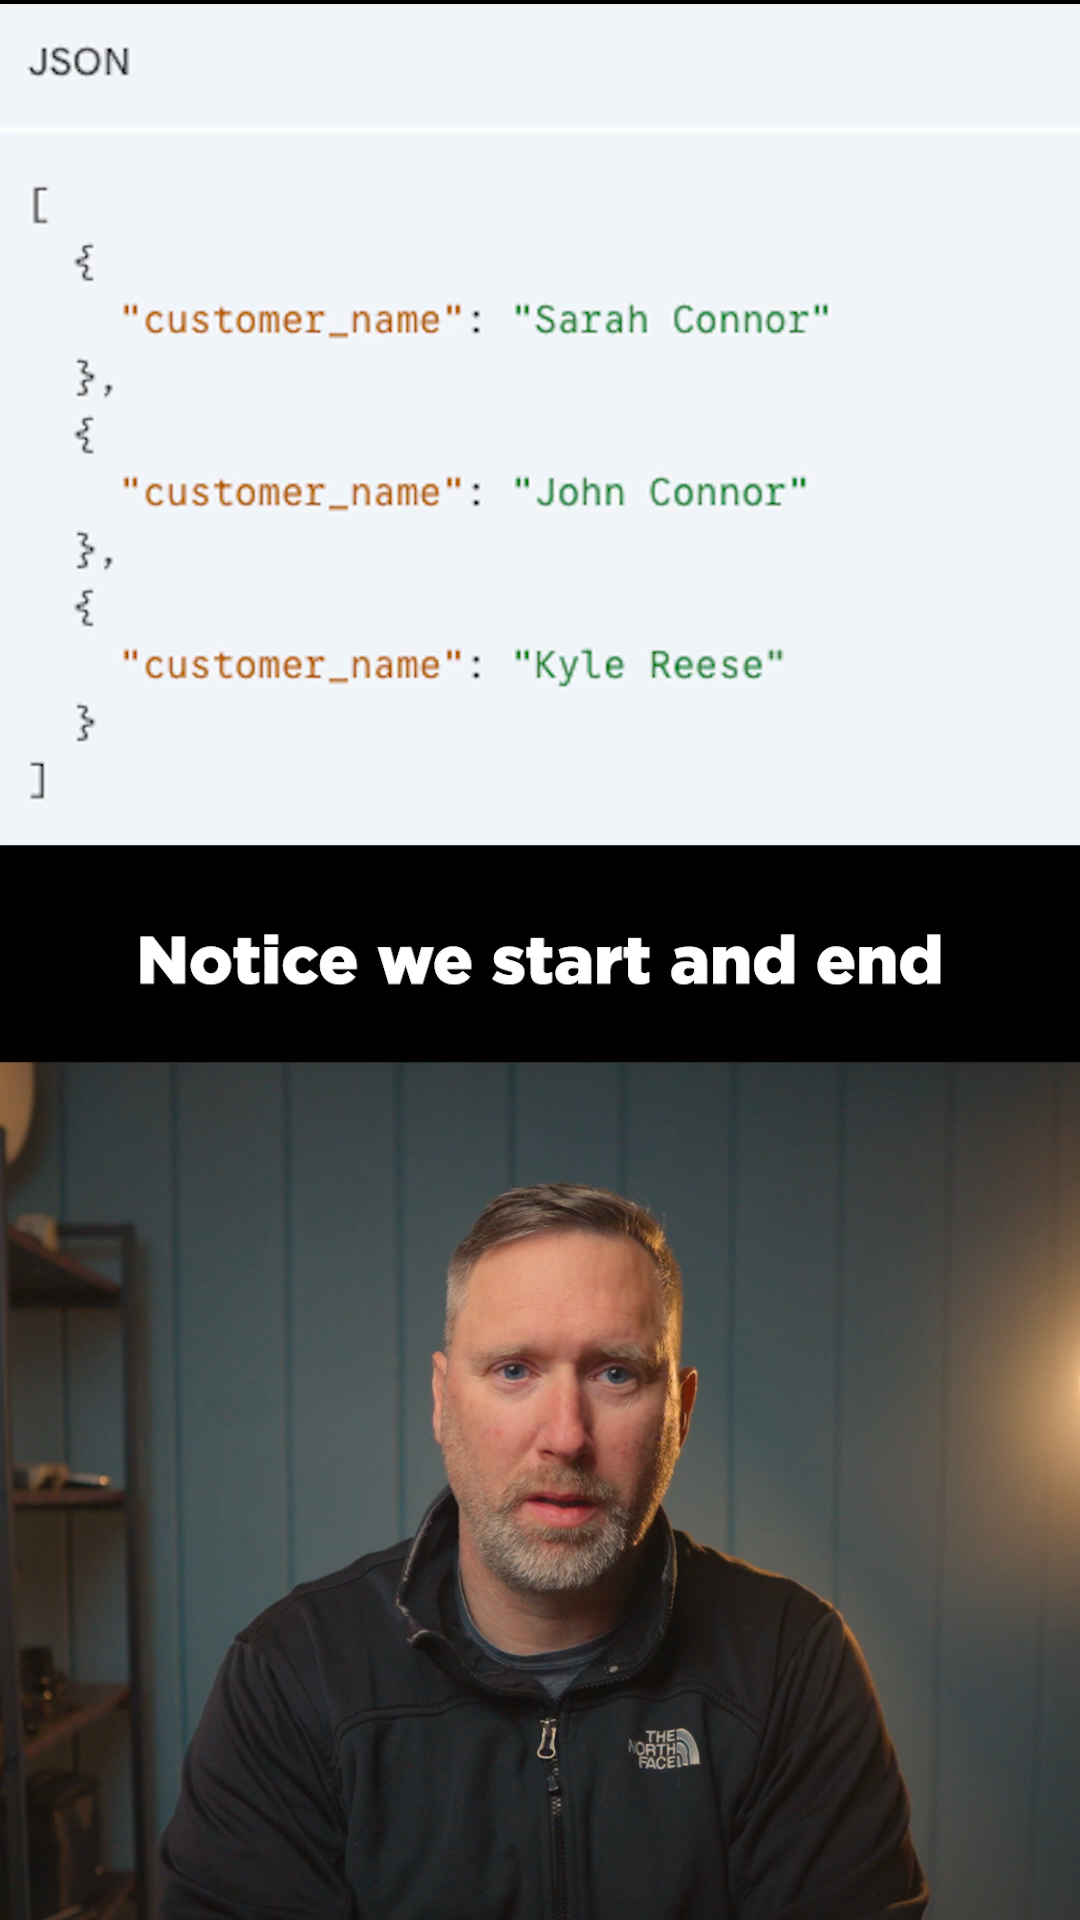 JSON
[
{
"customer_name": "Sarah Connor"
},
{
"customer_name": "John Connor"
},
{
"customer_name": "Kyle Reese"
}
]
Notice we start and end
THE
NORTH
FACE